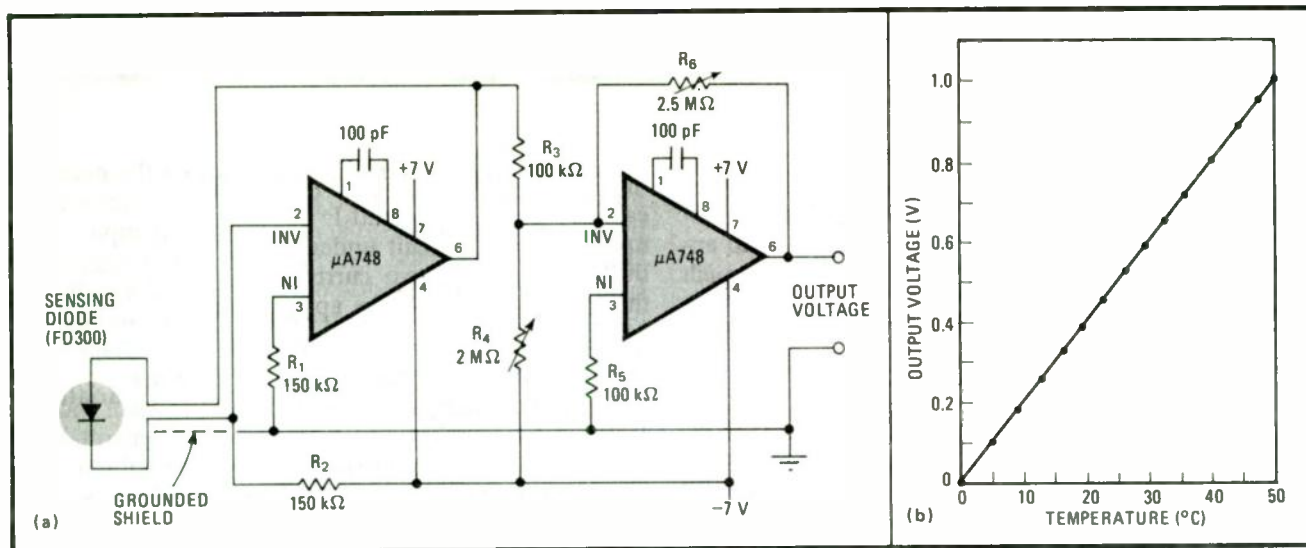 R6
2.5 MΩ
100 pF
100 pF
R3
100 kΩ
+7 V
+7 V
1
8
7
1
8
7
2
INV
μA748
6
2
INV
μA748
6
NI
3
4
NI
3
4
OUTPUT
VOLTAGE
SENSING
DIODE
(FD300)
R1
150 kΩ
R4
2 MΩ
R5
100 kΩ
R2
150 kΩ
GROUNDED
SHIELD
−7 V
(a)
OUTPUT VOLTAGE (V)
1.0
0.8
0.6
0.4
0.2
0
0
10
20
30
40
50
TEMPERATURE (°C)
(b)